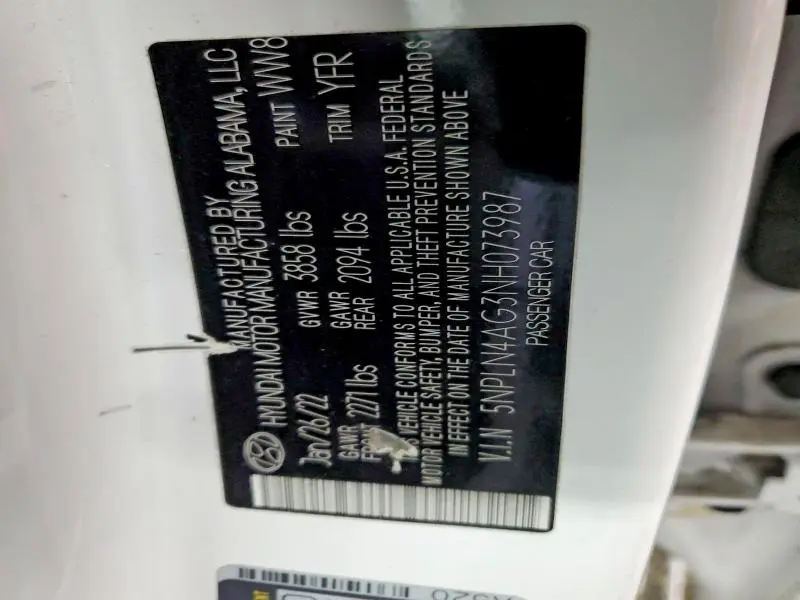 MANUFACTURED BY
HYUNDAI MOTOR MANUFACTURING ALABAMA, LLC
Jan/26/22 GVWR 3858 lbs PAINT WW8
GAWR 2271 lbs GAWR REAR 2094 lbs TRIM YFR
VEHICLE CONFORMS TO ALL APPLICABLE U.S.A. FEDERAL
MOTOR VEHICLE SAFETY, BUMPER, AND THEFT PREVENTION STANDARDS
IN EFFECT ON THE DATE OF MANUFACTURE SHOWN ABOVE
V.I.N 5NPLN4AG3NH073987
PASSENGER CAR